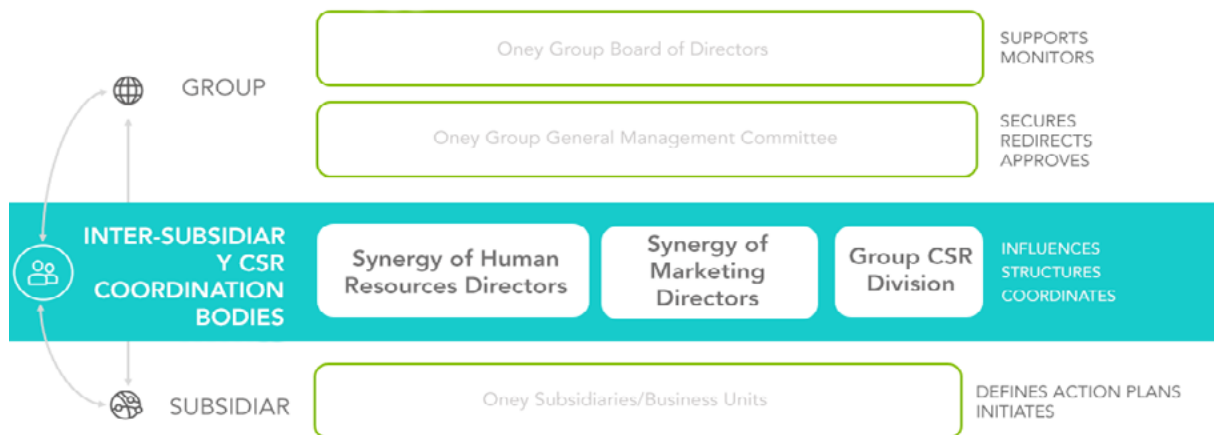 Oney Group Board of Directors
SUPPORTS
MONITORS
GROUP
Oney Group General Management Committee
SECURES
REDIRECTS
APPROVES
INTER-SUBSIDIAR
Y CSR
COORDINATION
BODIES
Synergy of Human
Resources Directors
Synergy of
Marketing
Directors
Group CSR
Division
INFLUENCES
STRUCTURES
COORDINATES
SUBSIDIAR
Oney Subsidiaries/Business Units
DEFINES ACTION PLANS
INITIATES